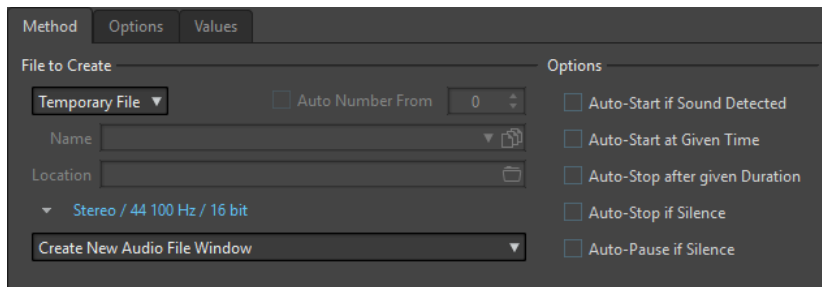 Method Options Values
File to Create
Temporary File Auto Number From 0
Name
Location
Stereo / 44 100 Hz / 16 bit
Create New Audio File Window
Options
Auto-Start if Sound Detected
Auto-Start at Given Time
Auto-Stop after given Duration
Auto-Stop if Silence
Auto-Pause if Silence